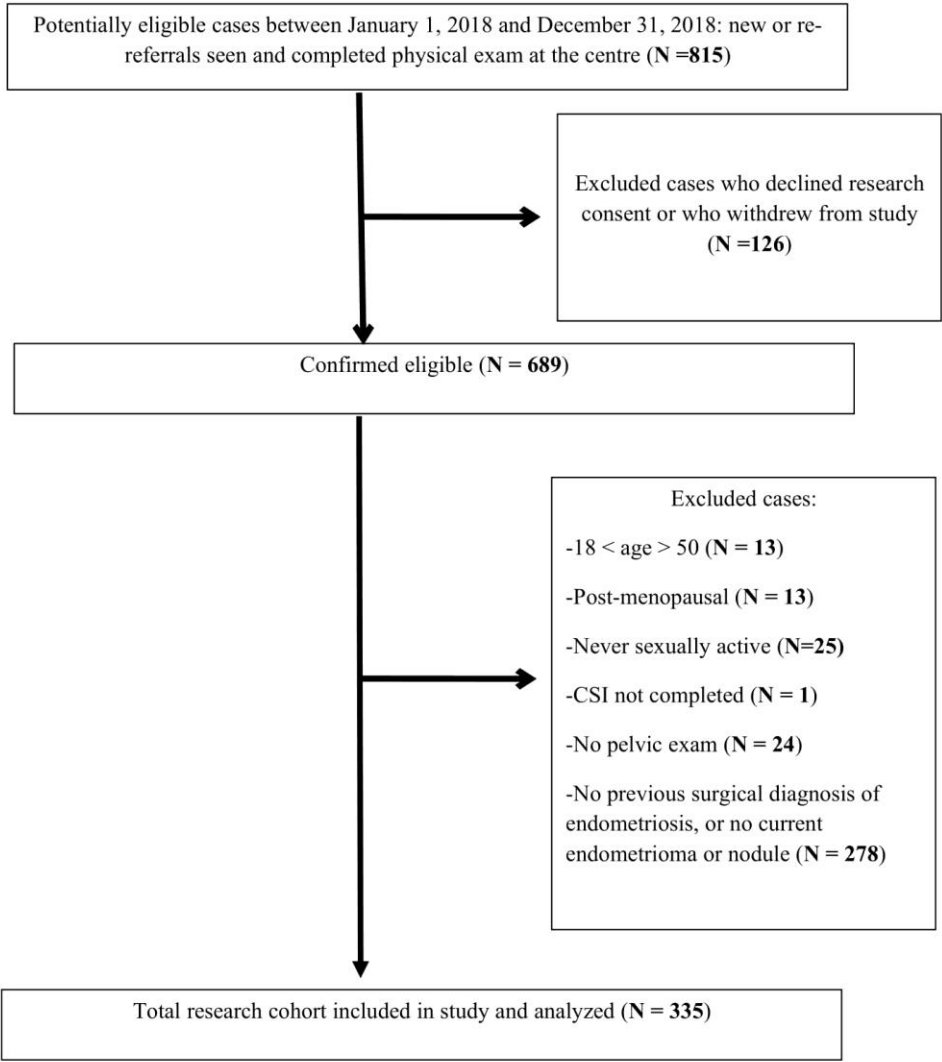 Potentially eligible cases between January 1, 2018 and December 31, 2018: new or re-
referrals seen and completed physical exam at the centre (N =815)
Excluded cases who declined research
consent or who withdrew from study
(N =126)
Confirmed eligible (N = 689)
Excluded cases:
-18 < age > 50 (N = 13)
-Post-menopausal (N = 13)
-Never sexually active (N=25)
-CSI not completed (N = 1)
-No pelvic exam (N = 24)
-No previous surgical diagnosis of
endometriosis, or no current
endometrioma or nodule (N = 278)
Total research cohort included in study and analyzed (N = 335)